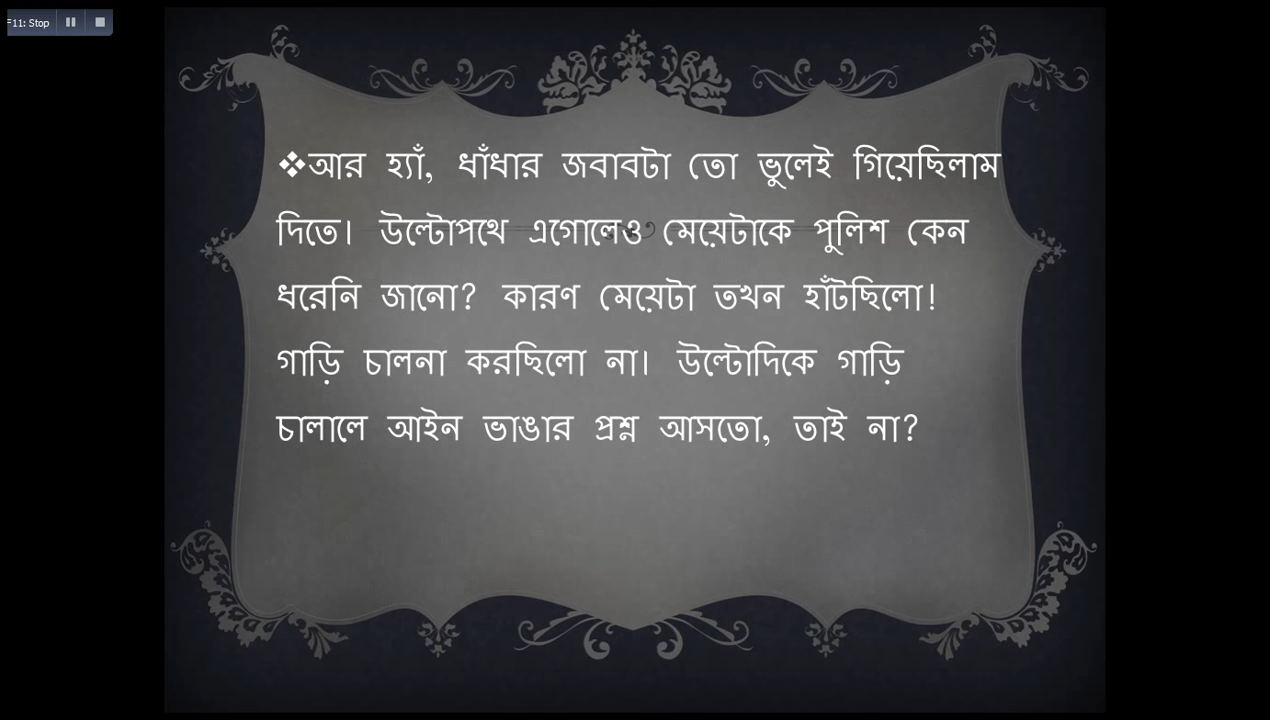 F11: Stop
❖আর হ্যাঁ, ধাঁধার জবাবটা তো ভুলেই গিয়েছিলাম
দিতে। উল্টোপথে এগোলেও মেয়েটাকে পুলিশ কেন
ধরেনি জানো? কারণ মেয়েটা তখন হাঁটছিলো!
গাড়ি চালনা করছিলো না। উল্টোদিকে গাড়ি
চালালে আইন ভাঙার প্রশ্ন আসতো, তাই না?